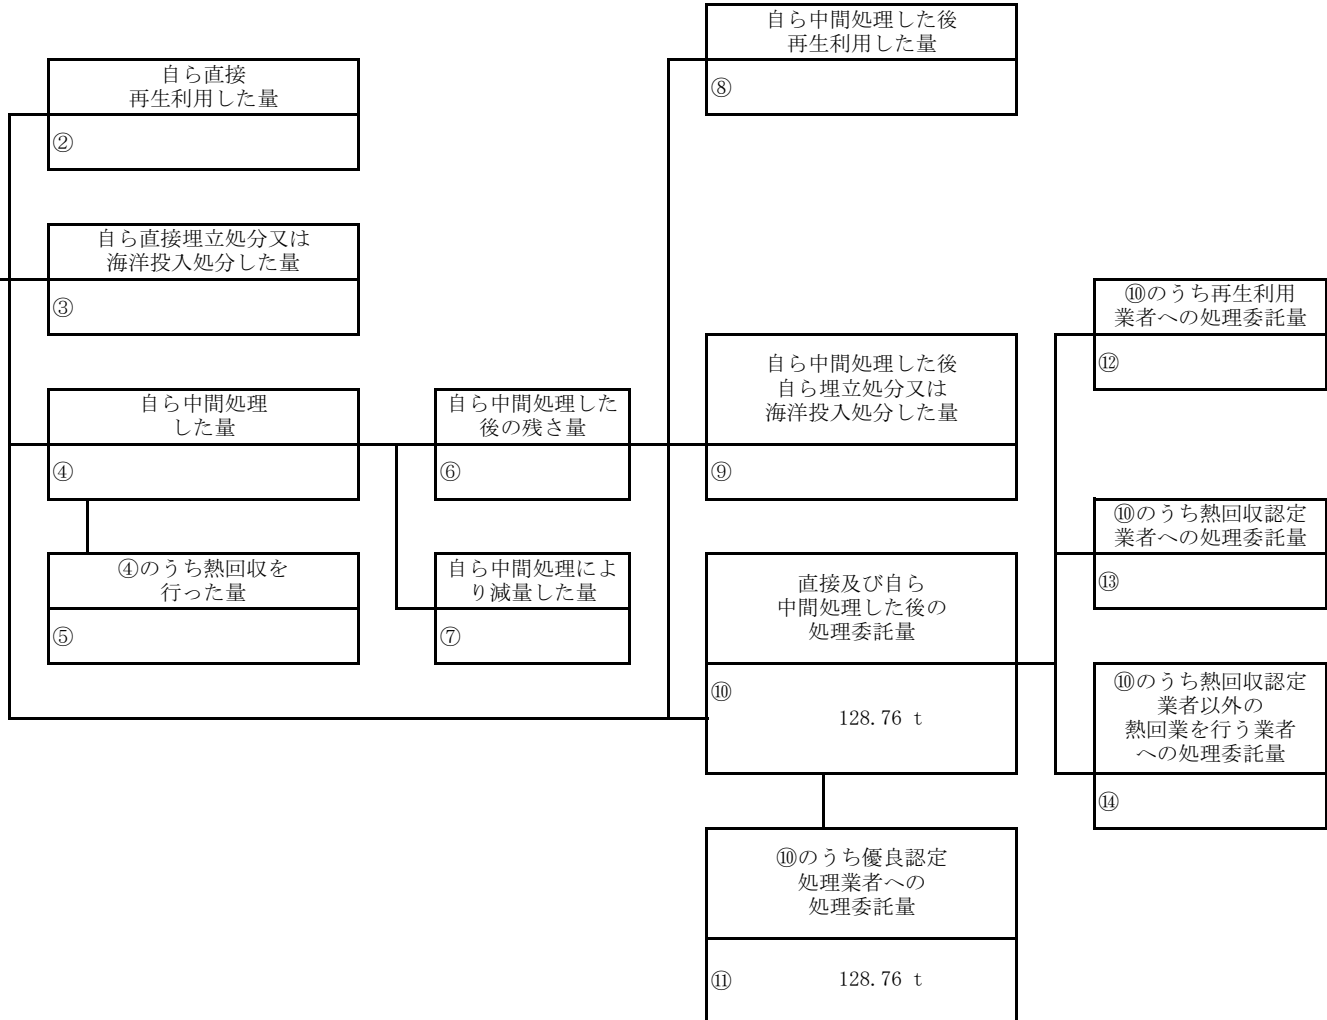 自ら中間処理した後
再生利用した量
⑧
自ら直接
再生利用した量
②
自ら直接埋立処分又は
海洋投入処分した量
③
⑩のうち再生利用
業者への処理委託量
⑫
自ら中間処理した後
自ら埋立処分又は
海洋投入処分した量
⑨
自ら中間処理
した量
④
自ら中間処理した
後の残さ量
⑥
⑩のうち熱回収認定
業者への処理委託量
⑬
④のうち熱回収を
行った量
⑤
自ら中間処理によ
り減量した量
⑦
直接及び自ら
中間処理した後の
処理委託量
⑩
128.76 t
⑩のうち熱回収認定
業者以外の
熱回業を行う業者
への処理委託量
⑭
⑩のうち優良認定
処理業者への
処理委託量
⑪ 128.76 t